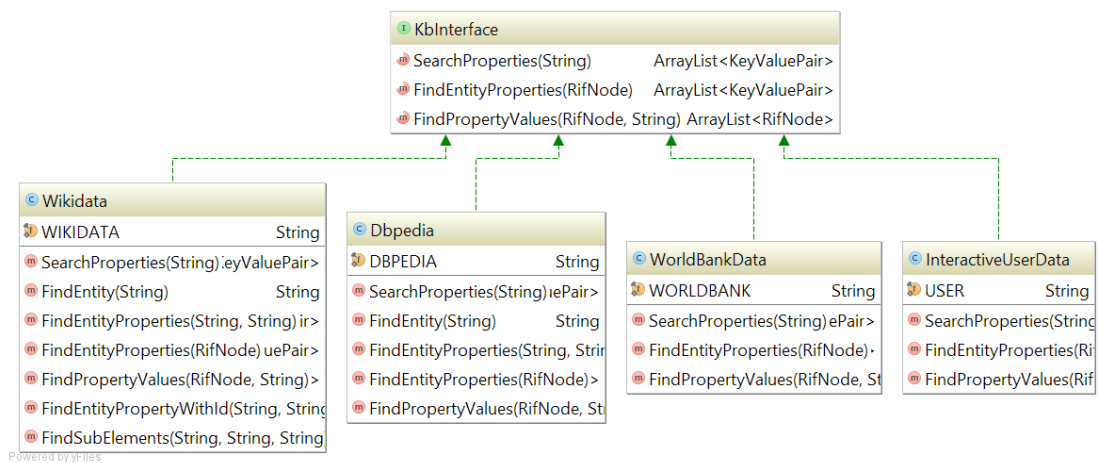 KbInterface
SearchProperties(String) ArrayList<KeyValuePair>
FindEntityProperties(RifNode) ArrayList<KeyValuePair>
FindPropertyValues(RifNode, String) ArrayList<RifNode>
Wikidata
WIKIDATA String
SearchProperties(String) KeyValuePair>
FindEntity(String) String
FindEntityProperties(String, String) ir>
FindEntityProperties(RifNode) uePair>
FindPropertyValues(RifNode, String) >
FindEntityPropertyWithId(String, String
FindSubElements(String, String, String)
Dbpedia
DBPEDIA String
SearchProperties(String) uePair>
FindEntity(String) String
FindEntityProperties(String, Strin
FindEntityProperties(RifNode) >
FindPropertyValues(RifNode, St
WorldBankData
WORLDBANK String
SearchProperties(String) ePair>
FindEntityProperties(RifNode)
FindPropertyValues(RifNode, St
InteractiveUserData
USER String
SearchProperties(String
FindEntityProperties(Ri
FindPropertyValues(Rif
Powered by yFiles